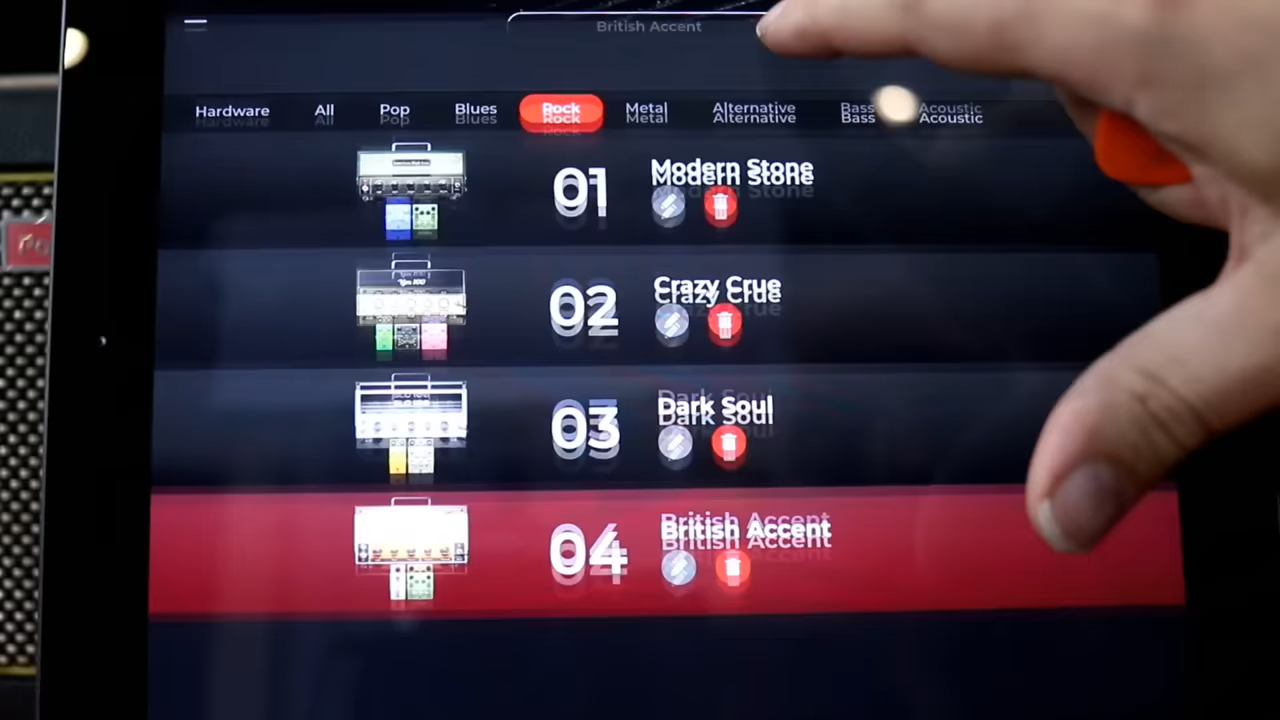 British Accent
Hardware All Pop Blues Rock Metal Alternative Bass Acoustic
01 Modern Stone
02 Crazy Crue
03 Dark Soul
04 British Accent